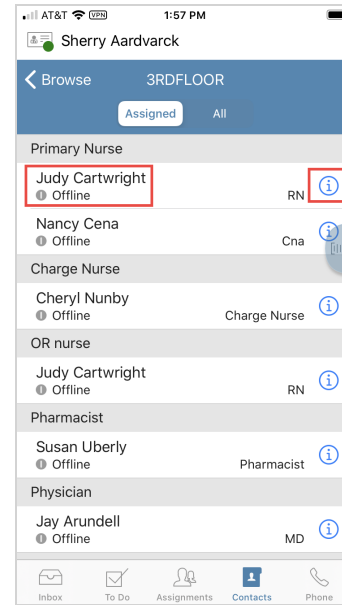 AT&T VPN 1:57 PM
Sherry Aardvarck
Browse 3RDFLOOR
Assigned All
Primary Nurse
Judy Cartwright
Offline RN
Nancy Cena
Offline Cna
Charge Nurse
Cheryl Nunby
Offline Charge Nurse
OR nurse
Judy Cartwright
Offline RN
Pharmacist
Susan Uberly
Offline Pharmacist
Physician
Jay Arundell
Offline MD
Inbox To Do Assignments Contacts Phone